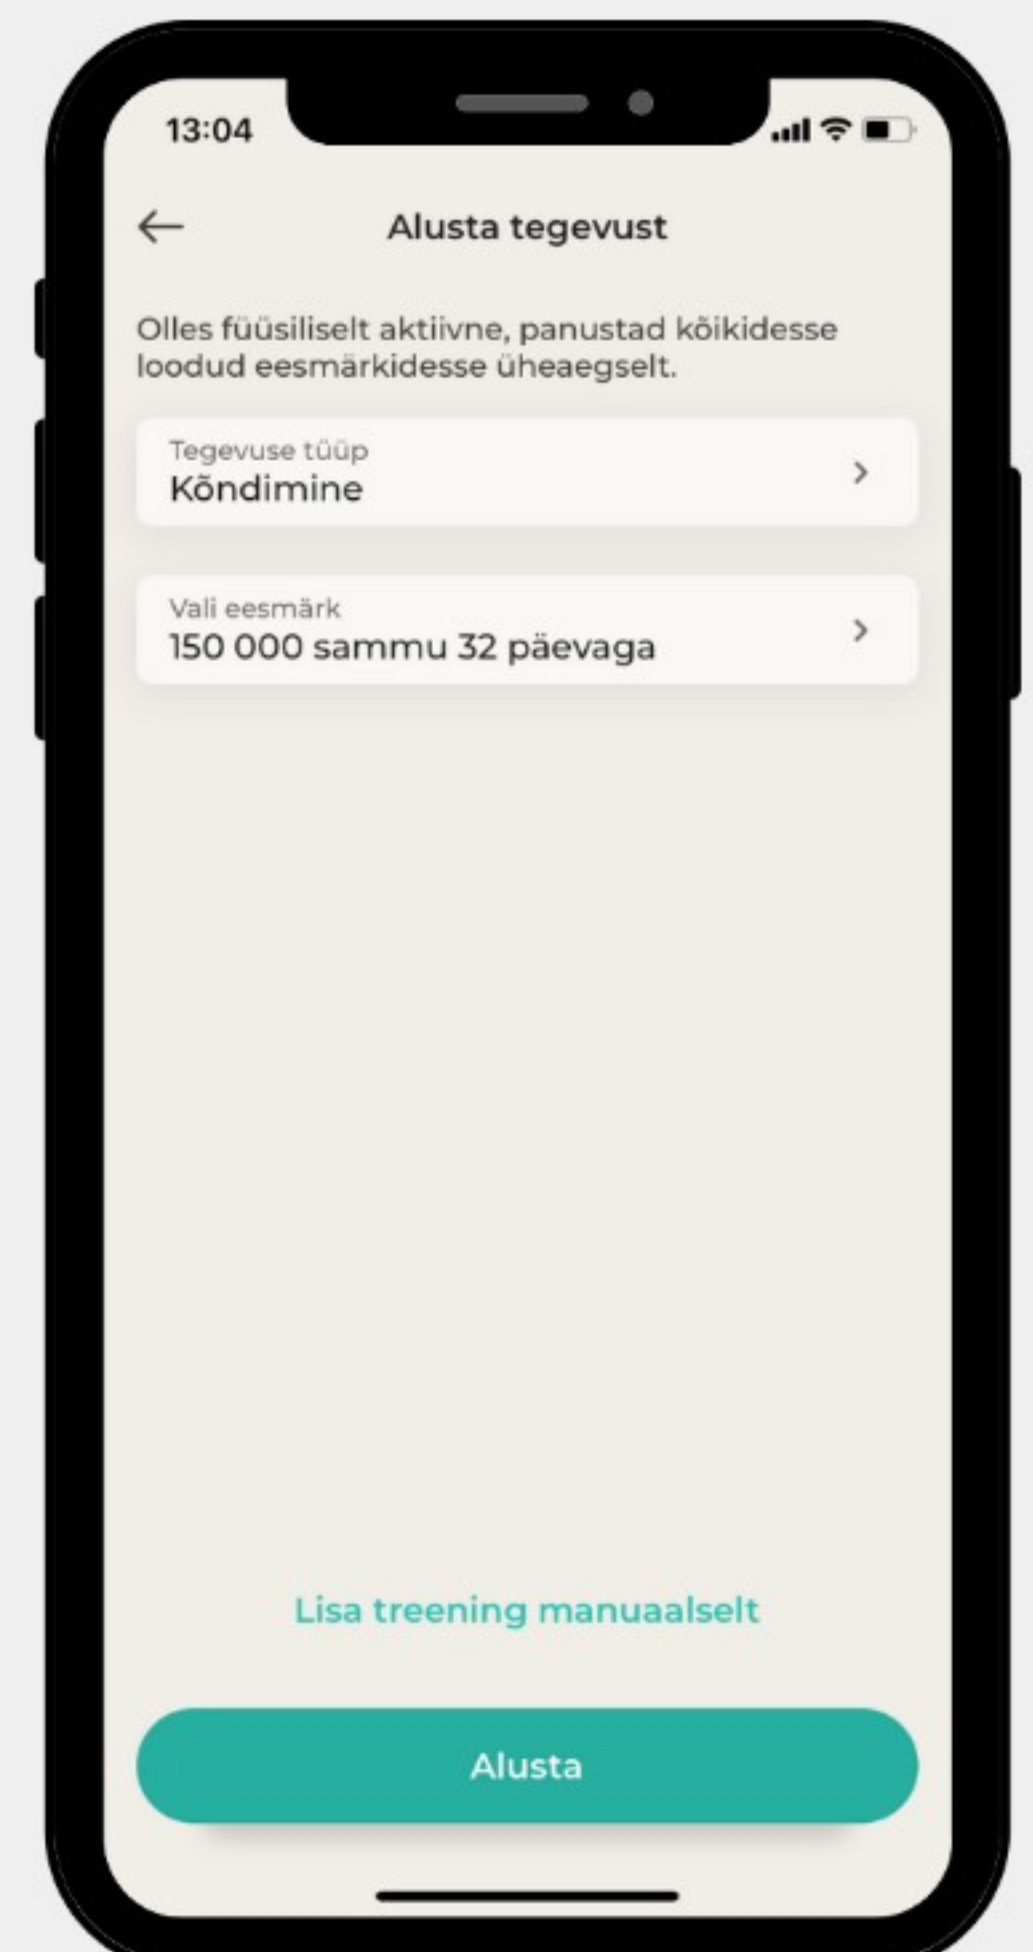 13:04
Alusta tegevust
Olles füüsiliselt aktiivne, panustad kõikidesse
loodud eesmärkidesse üheaegselt.
Tegevuse tüüp
Kõndimine
Vali eesmärk
150 000 sammu 32 päevaga
Lisa treening manuaalselt
Alusta